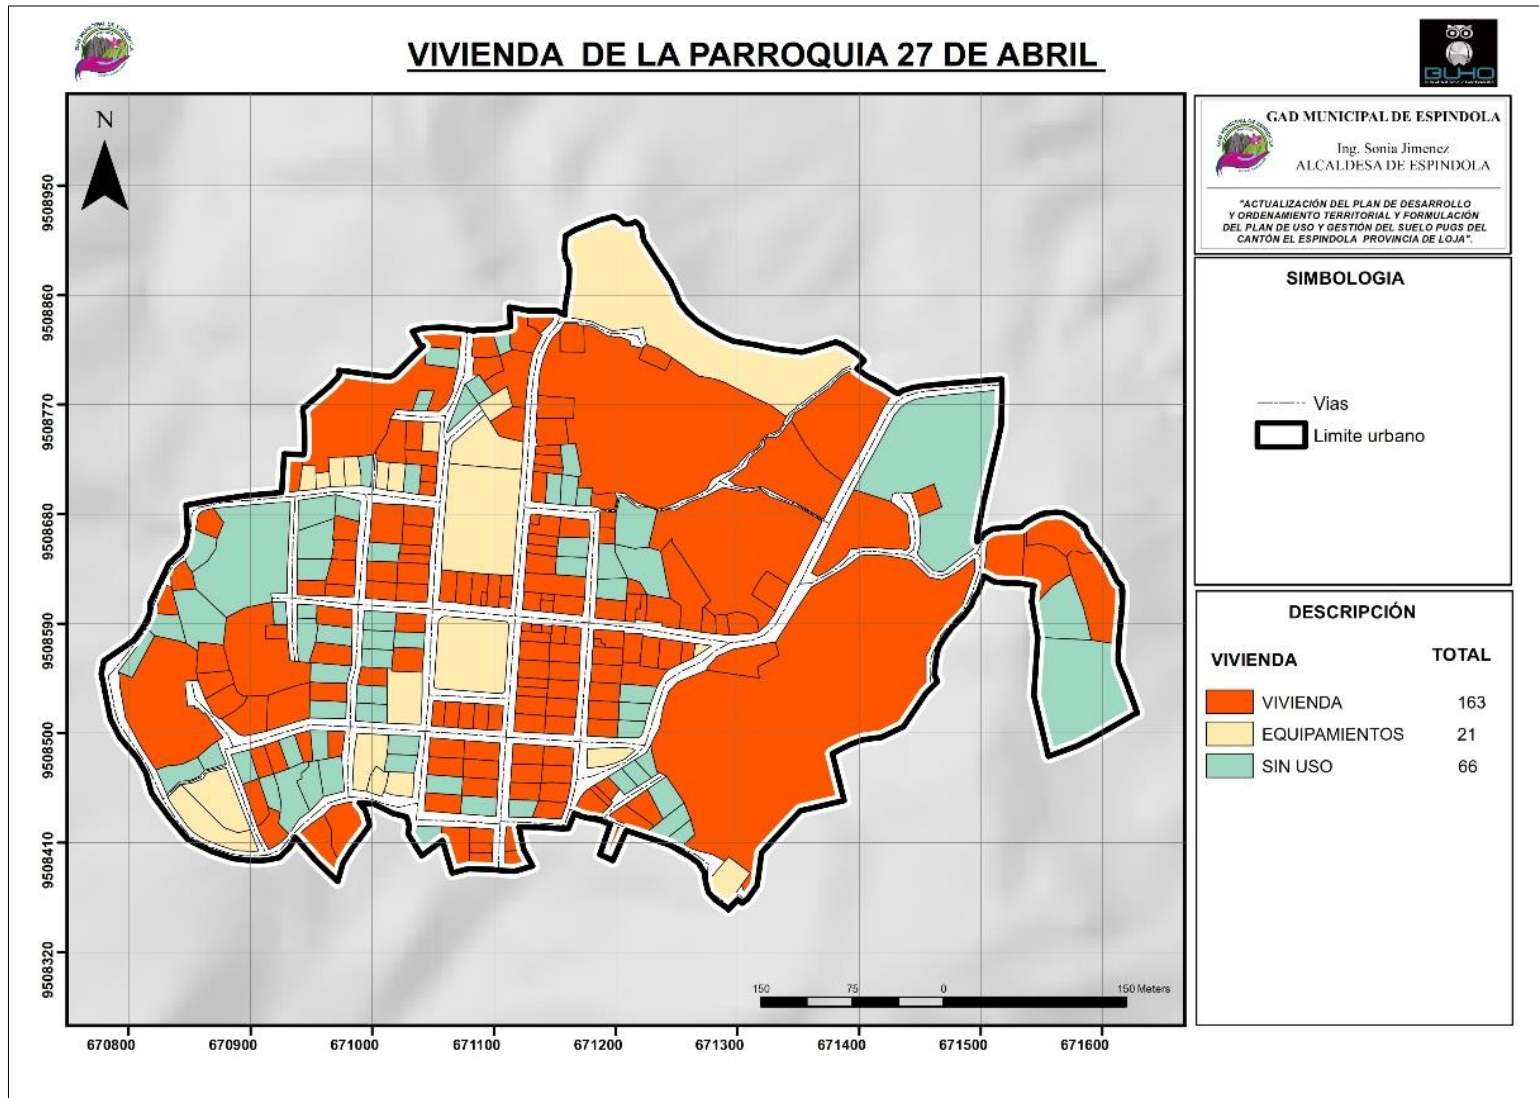 VIVIENDA DE LA PARROQUIA 27 DE ABRIL
BUHO
GAD MUNICIPAL DE ESPINDOLA
Ing. Sonia Jimenez
ALCALDESA DE ESPINDOLA
"ACTUALIZACIÓN DEL PLAN DE DESARROLLO
Y ORDENAMIENTO TERRITORIAL Y FORMULACIÓN
DEL PLAN DE USO Y GESTIÓN DEL SUELO PUGS DEL
CANTÓN EL ESPINDOLA PROVINCIA DE LOJA".
SIMBOLOGIA
Vias
Limite urbano
DESCRIPCIÓN
VIVIENDA TOTAL
VIVIENDA 163
EQUIPAMIENTOS 21
SIN USO 66
N
9508950
9508860
9508770
9508680
9508590
9508500
9508410
9508320
150 75 0 150 Meters
670800 670900 671000 671100 671200 671300 671400 671500 671600